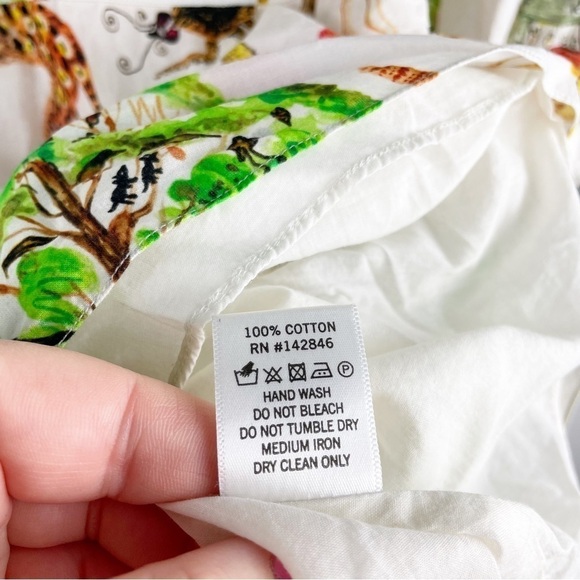 100% COTTON
RN #142846
P
HAND WASH
DO NOT BLEACH
DO NOT TUMBLE DRY
MEDIUM IRON
DRY CLEAN ONLY